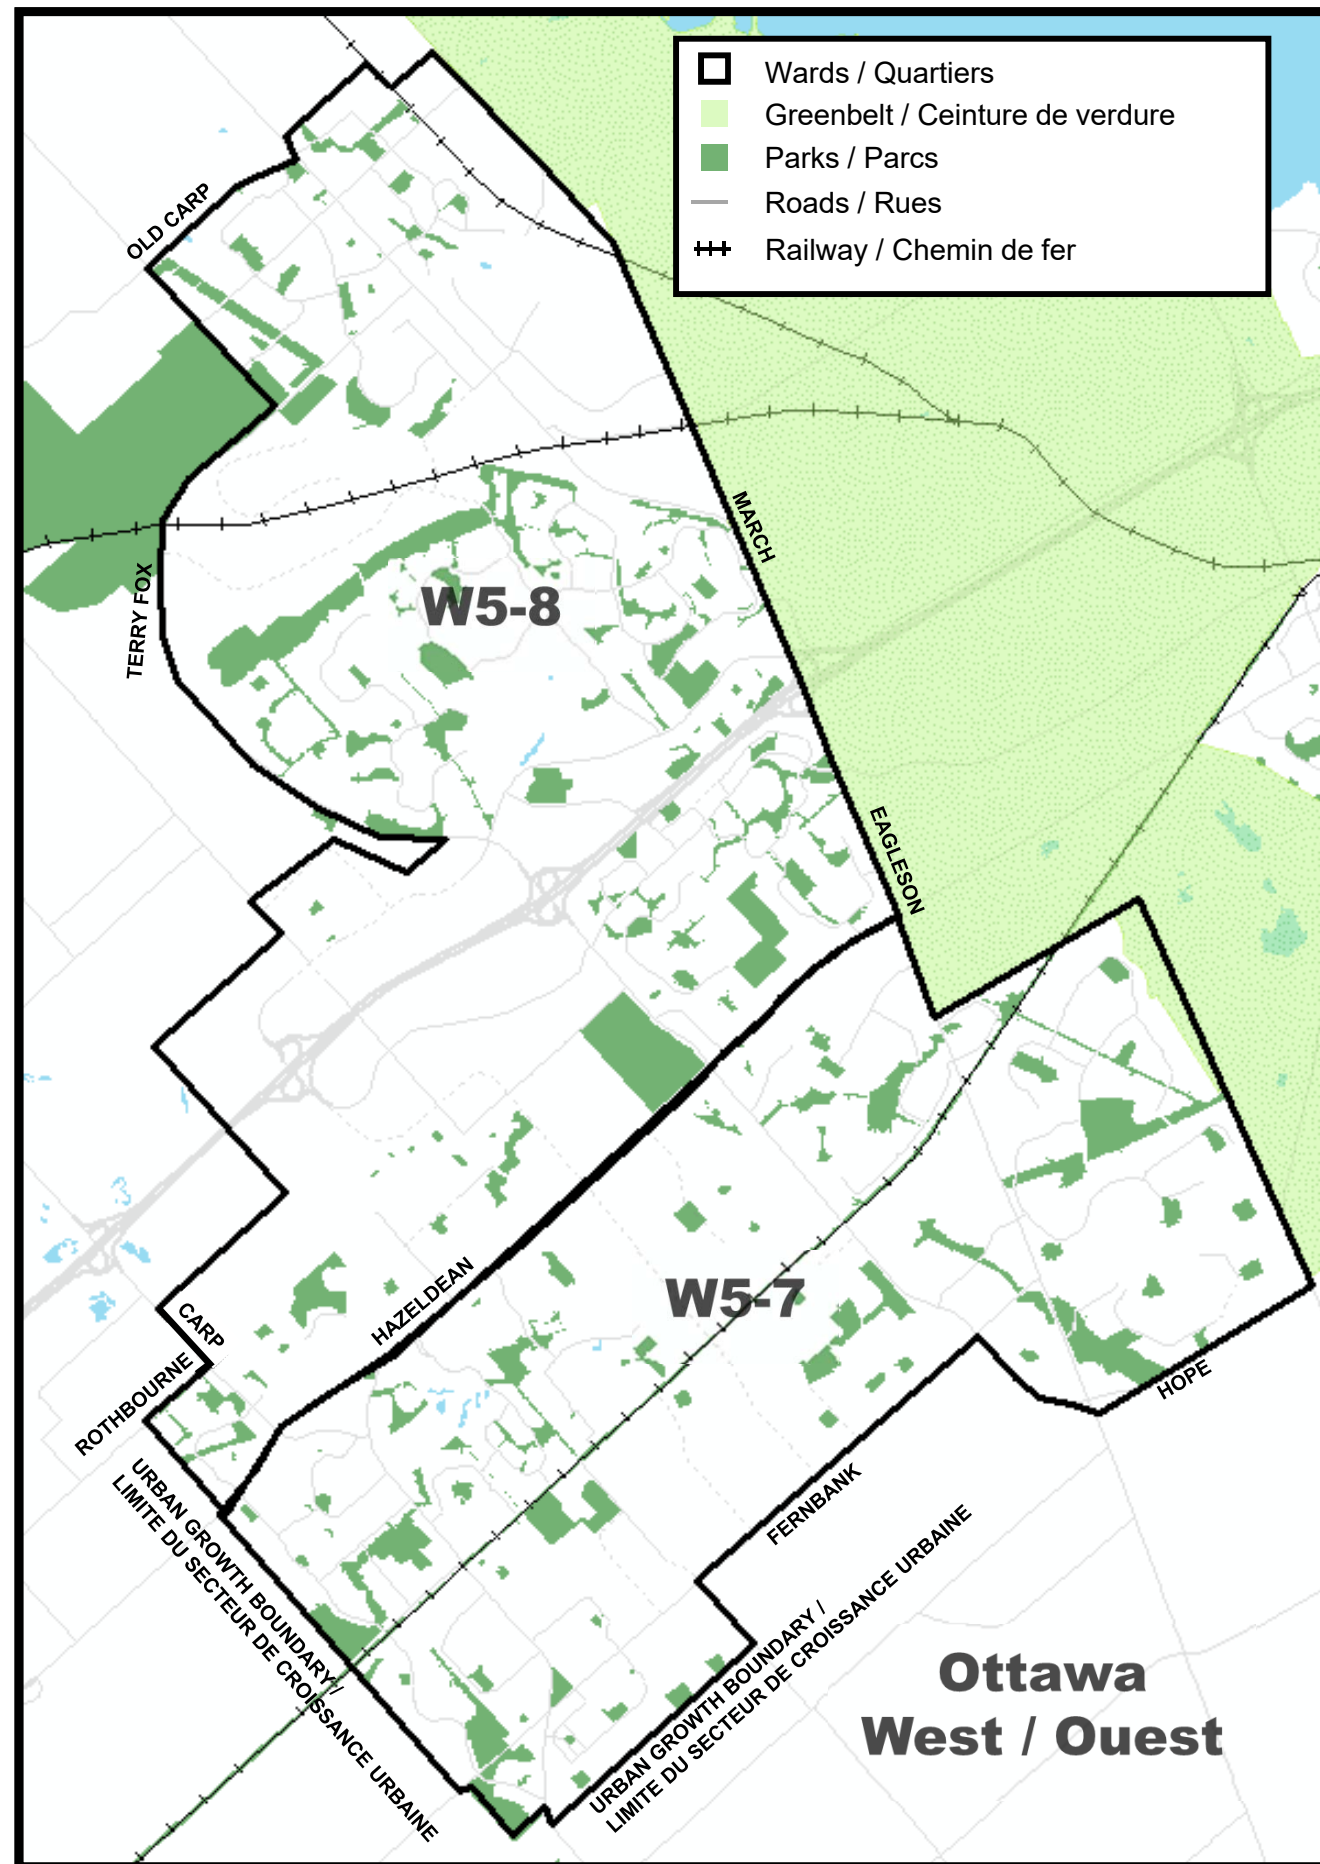 Wards / Quartiers
Greenbelt / Ceinture de verdure
Parks / Parcs
Roads / Rues
Railway / Chemin de fer
OLD CARP
MARCH
TERRY FOX
W5-8
EAGLESON
HAZELDEAN
W5-7
CARP
ROTHBOURNE
HOPE
FERNBANK
URBAN GROWTH BOUNDARY /
LIMITE DU SECTEUR DE CROISSANCE URBAINE
URBAN GROWTH BOUNDARY /
LIMITE DU SECTEUR DE CROISSANCE URBAINE
Ottawa
West / Ouest